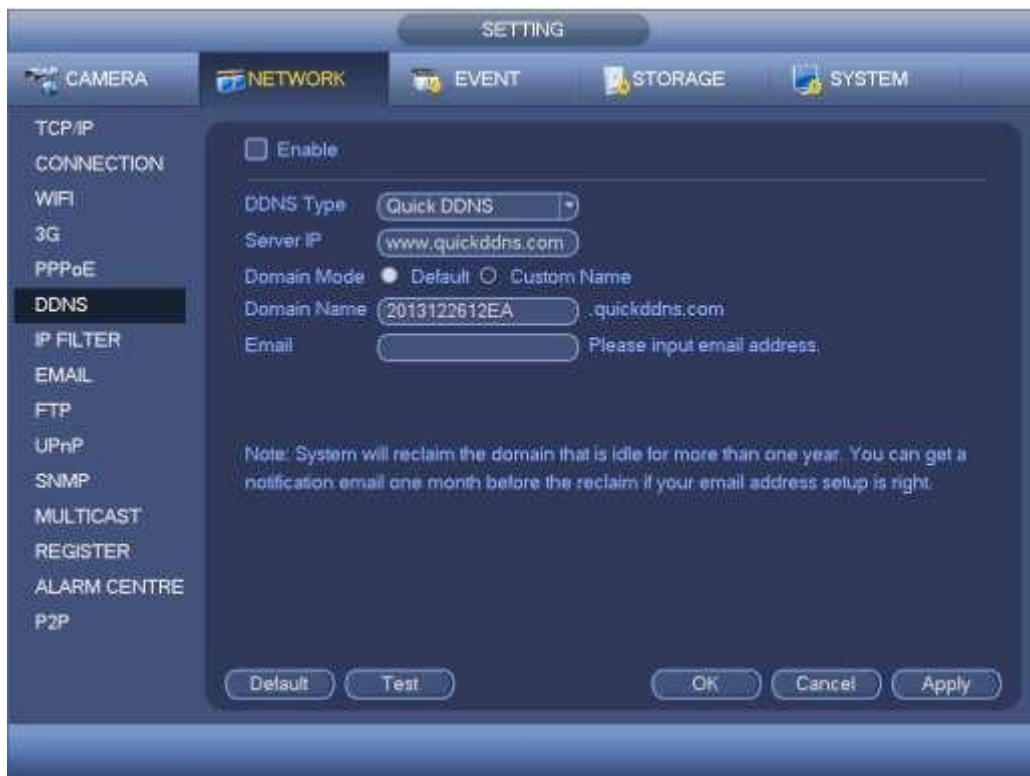 SETTING
CAMERA NETWORK EVENT STORAGE SYSTEM
TCP/IP
CONNECTION
WIFI
3G
PPPoE
DDNS
IP FILTER
EMAIL
FTP
UPnP
SNMP
MULTICAST
REGISTER
ALARM CENTRE
P2P
Enable
DDNS Type Quick DDNS
Server IP www.quickddns.com
Domain Mode Default Custom Name
Domain Name 2013122612EA .quickddns.com
Email Please input email address.
Note: System will reclaim the domain that is idle for more than one year. You can get a
notification email one month before the reclaim if your email address setup is right.
Default Test OK Cancel Apply